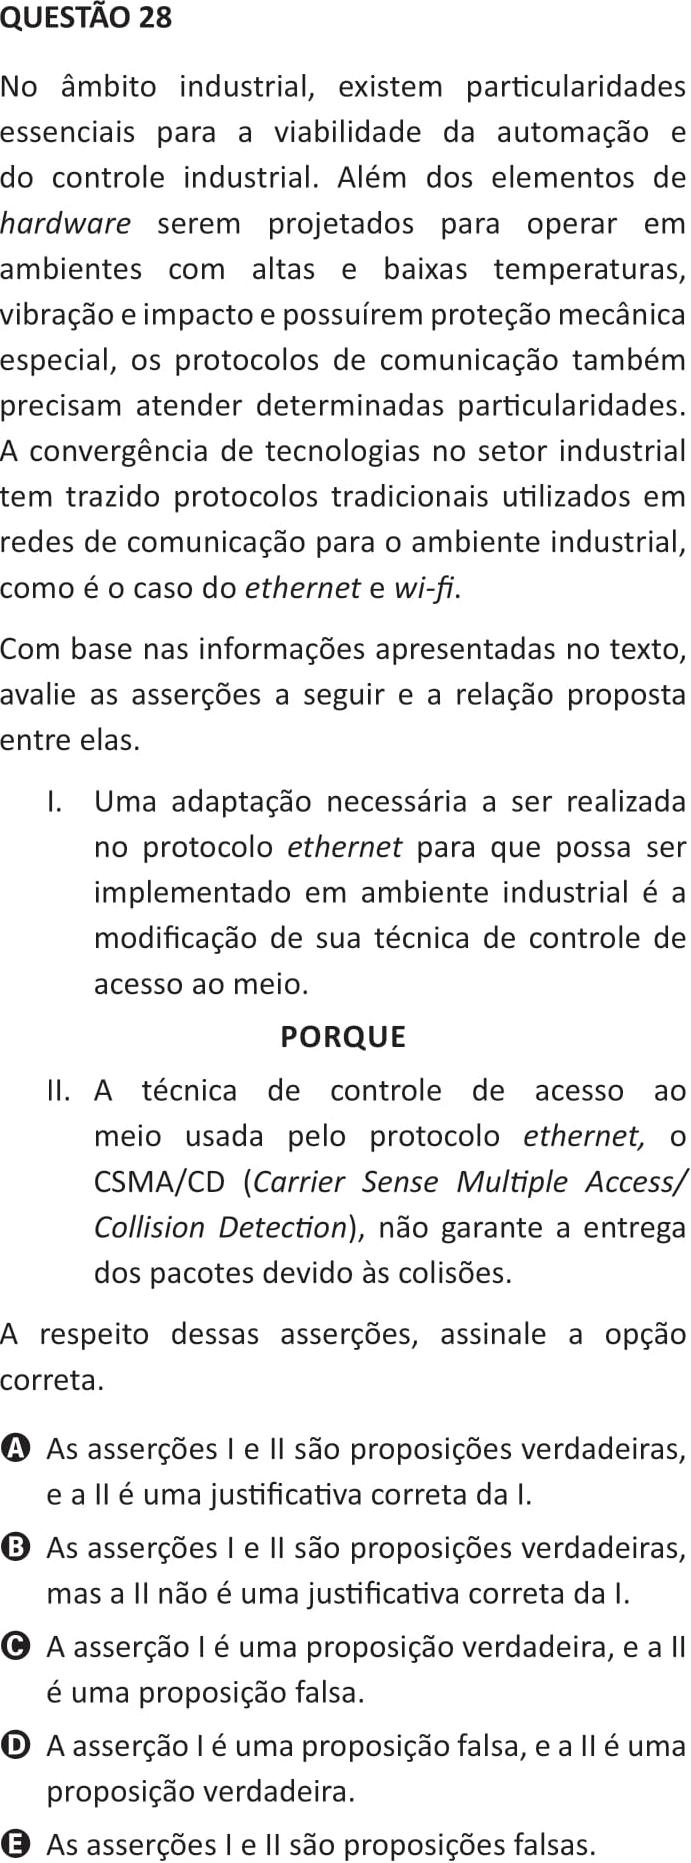 QUESTÃO 28
No âmbito industrial, existem particularidades
essenciais para a viabilidade da automação e
do controle industrial. Além dos elementos de
hardware serem projetados para operar em
ambientes com altas e baixas temperaturas,
vibração e impacto e possuírem proteção mecânica
especial, os protocolos de comunicação também
precisam atender determinadas particularidades.
A convergência de tecnologias no setor industrial
tem trazido protocolos tradicionais utilizados em
redes de comunicação para o ambiente industrial,
como é o caso do ethernet e wi-fi.
Com base nas informações apresentadas no texto,
avalie as asserções a seguir e a relação proposta
entre elas.
I. Uma adaptação necessária a ser realizada
no protocolo ethernet para que possa ser
implementado em ambiente industrial é a
modificação de sua técnica de controle de
acesso ao meio.
PORQUE
II. A técnica de controle de acesso ao
meio usada pelo protocolo ethernet, o
CSMA/CD (Carrier Sense Multiple Access/
Collision Detection), não garante a entrega
dos pacotes devido às colisões.
A respeito dessas asserções, assinale a opção
correta.
A As asserções I e II são proposições verdadeiras,
e a II é uma justificativa correta da I.
B As asserções I e II são proposições verdadeiras,
mas a II não é uma justificativa correta da I.
C A asserção I é uma proposição verdadeira, e a II
é uma proposição falsa.
D A asserção I é uma proposição falsa, e a II é uma
proposição verdadeira.
E As asserções I e II são proposições falsas.